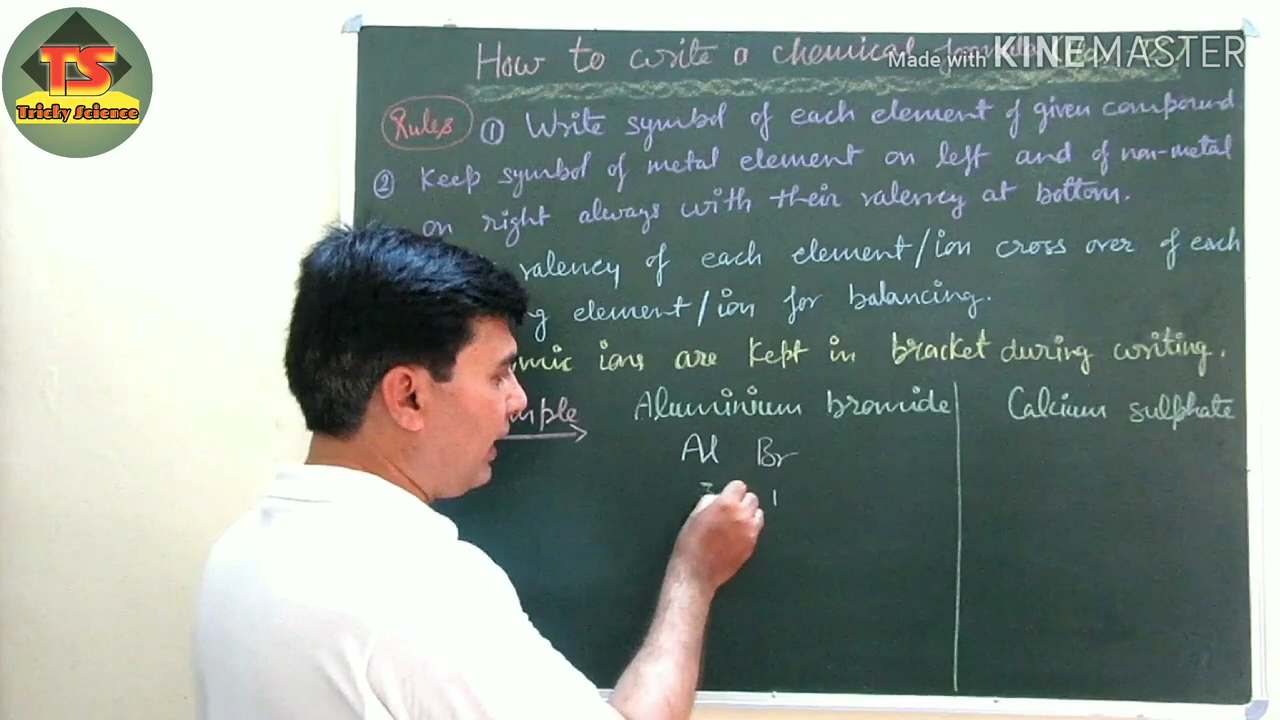 TS
Tricky Science
Made with KINEMASTER
How to write a chemical
Rules ① Write symbol of each element of given compound
② Keep symbol of metal element on left and of non-metal
on right always with their valency at bottom.
valency of each element/ion cross over of each
element/ion for balancing.
ions are kept in bracket during writing.
Aluminium bromide
Calcium sulphate
Al Br
3 1